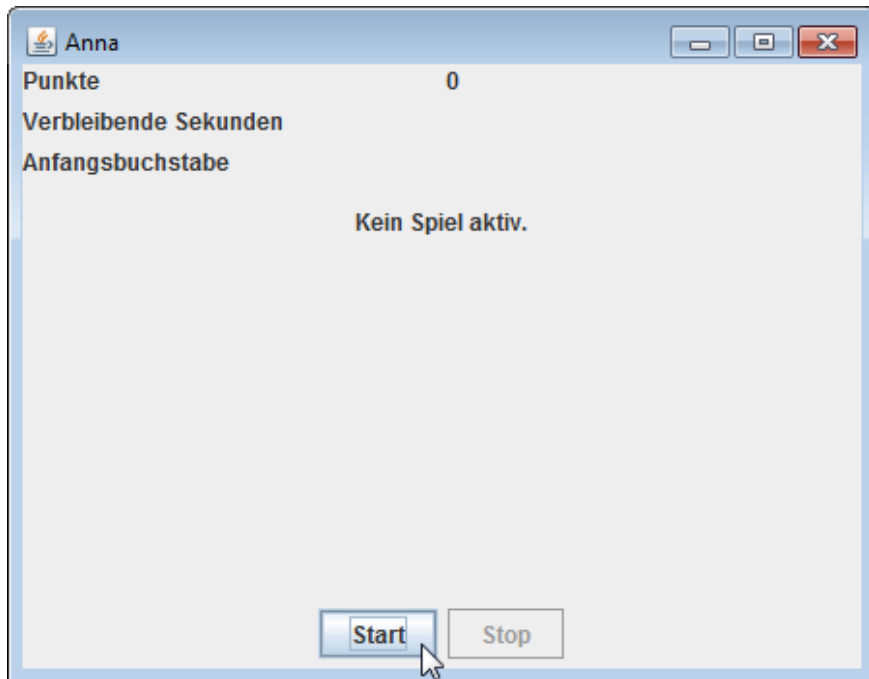 Anna
Punkte 0
Verbleibende Sekunden
Anfangsbuchstabe
Kein Spiel aktiv.
Start Stop